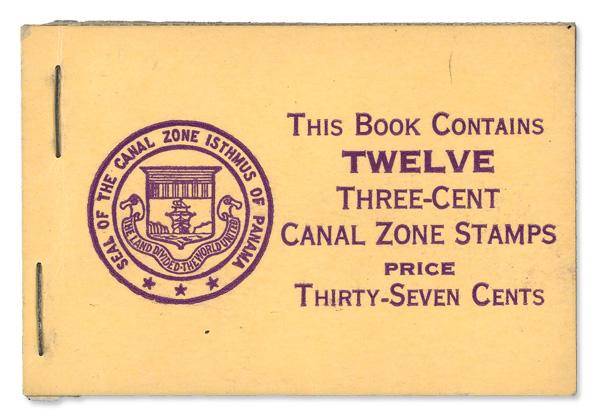 SEAL OF THE CANAL ZONE ISTHMUS OF PANAMA
THE LAND DIVIDED·THE WORLD UNITED
THIS BOOK CONTAINS
TWELVE
THREE-CENT
CANAL ZONE STAMPS
PRICE
THIRTY-SEVEN CENTS